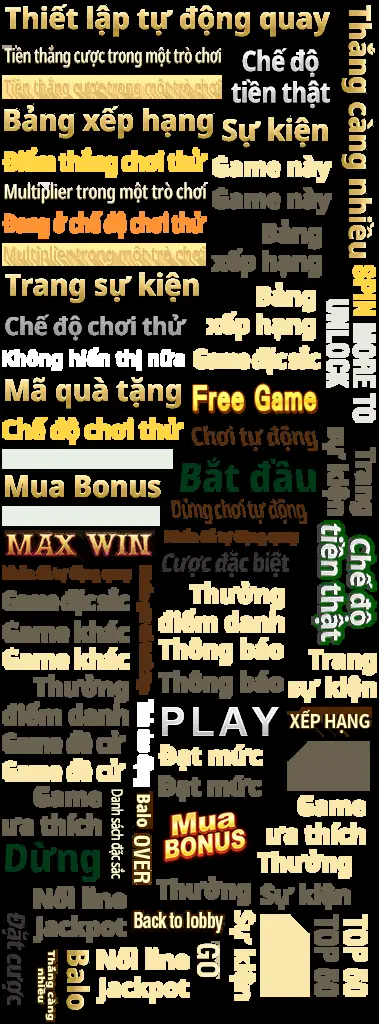 Thiết lập tự động quay
Tiền thắng cược trong một trò chơi
Tiền thắng cược trong một trò chơi
Chế độ
tiền thật
Thắng càng nhiều
Bảng xếp hạng
Sự kiện
Điểm thắng chơi thử
Game này
Multiplier trong một trò chơi
Game này
Đang ở chế độ chơi thử
Bảng
xếp hạng
Multiplier trong một trò chơi
Trang sự kiện
SPIN MORE TO
UNLOCK
Bảng
xếp hạng
Chế độ chơi thử
Không hiển thị nữa
Game đặc sắc
Mã quà tặng
Free Game
Chế độ chơi thử
Chơi tự động
Trang
sự kiện
Bắt đầu
Mua Bonus
Dừng chơi tự động
MAX WIN
Chế độ
tiền thật
Cược đặc biệt
Game đặc sắc
Thưởng
điểm danh
Game khác
Game khác
Thông báo
Trang
sự kiện
Thưởng
điểm danh
Thông báo
PLAY
XẾP HẠNG
Game đề cử
Đạt mức
Game đề cử
Đạt mức
Game
ưa thích
Danh sách đặc sắc
Balo
OVER
Mua
BONUS
Game
ưa thích
Dừng
Thưởng
Thưởng
Sự kiện
Nối line
Jackpot
Back to lobby
Sự kiện
TOP 50
TOP 50
Đặt cược
Thắng càng
nhiều
Balo
Nối line
Jackpot
GO